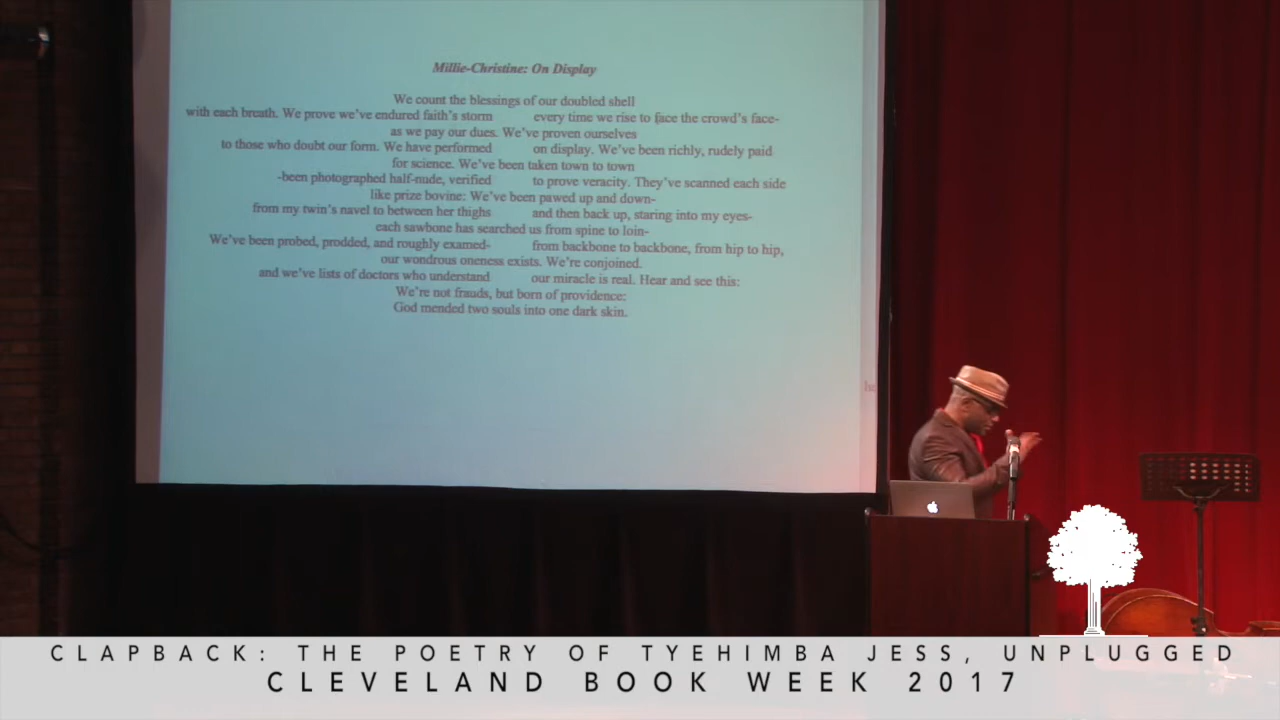 Millie-Christine: On Display
We count the blessings of our doubled shell
with each breath. We prove we've endured faith's storm every time we rise to face the crowd's face-
as we pay our dues. We've proven ourselves
to those who doubt our form. We have performed on display. We've been richly, rudely paid
for science. We've been taken town to town
-been photographed half-nude, verified to prove veracity. They've scanned each side
like prize bovine: We've been pawed up and down-
from my twin's navel to between her thighs and then back up, staring into my eyes-
each sawbone has searched us from spine to loin-
We've been probed, prodded, and roughly examed- from backbone to backbone, from hip to hip,
our wondrous oneness exists. We're conjoined.
and we've lists of doctors who understand our miracle is real. Hear and see this:
We're not frauds, but born of providence:
God mended two souls into one dark skin.
CLAPBACK: THE POETRY OF TYEHIMBA JESS, UNPLUGGED
CLEVELAND BOOK WEEK 2017